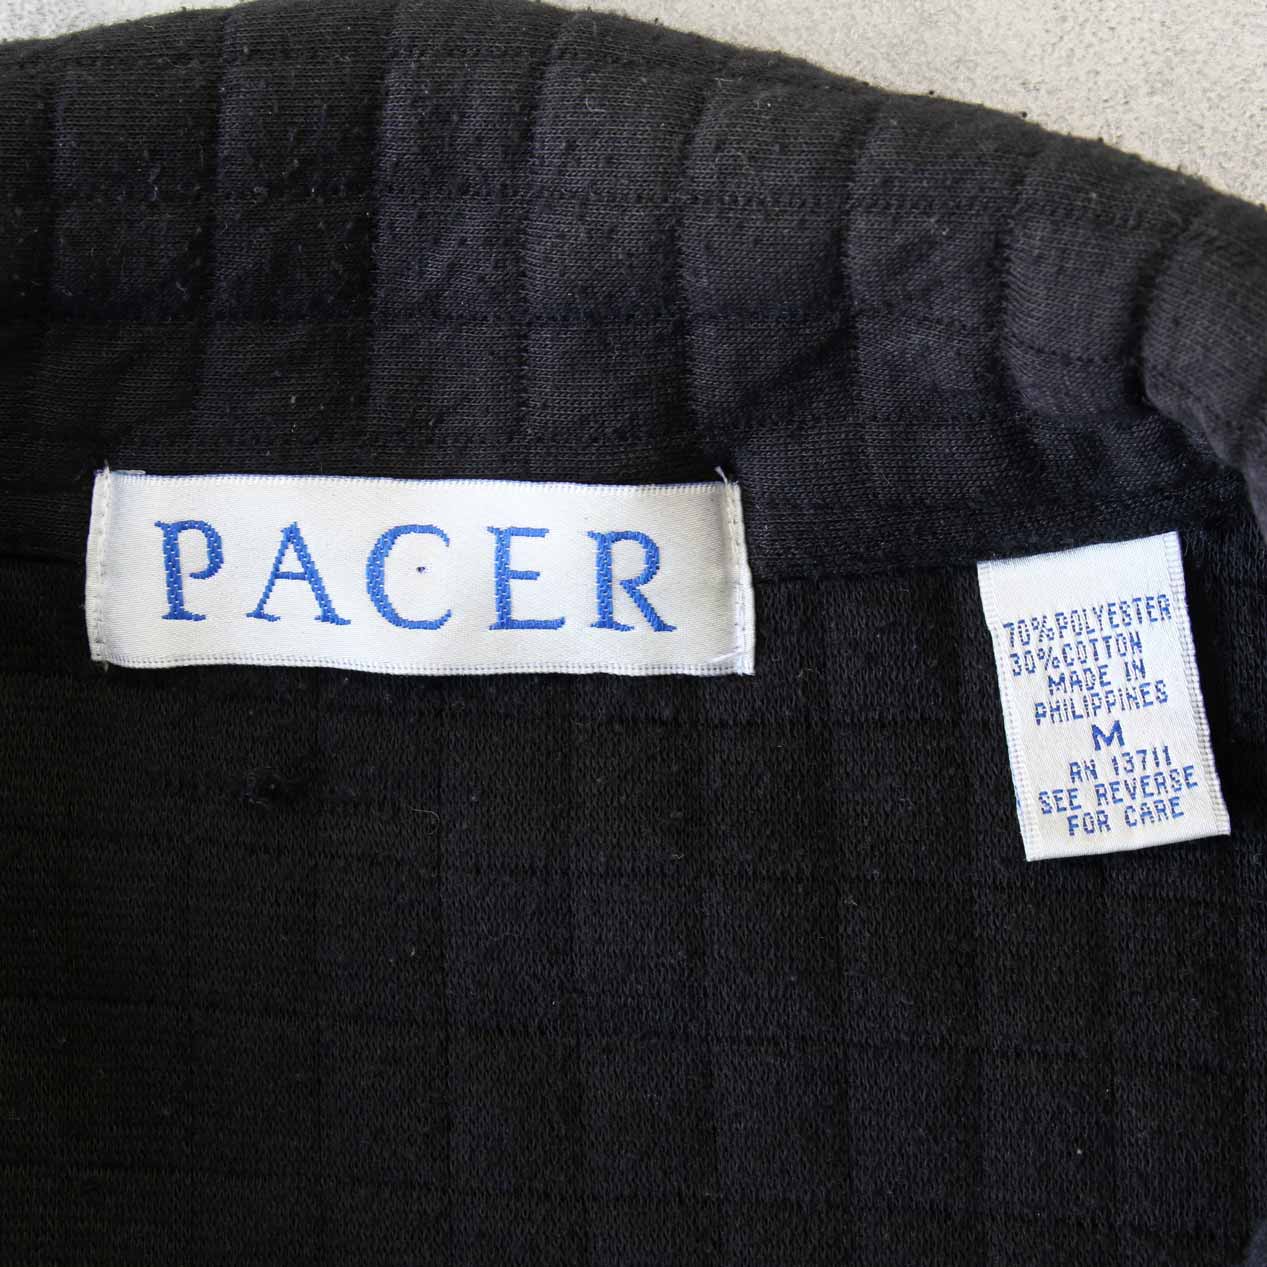 PACER
70%POLYESTER
30%COTTON
MADE IN
PHILIPPINES
M
RN 13711
SEE REVERSE
FOR CARE